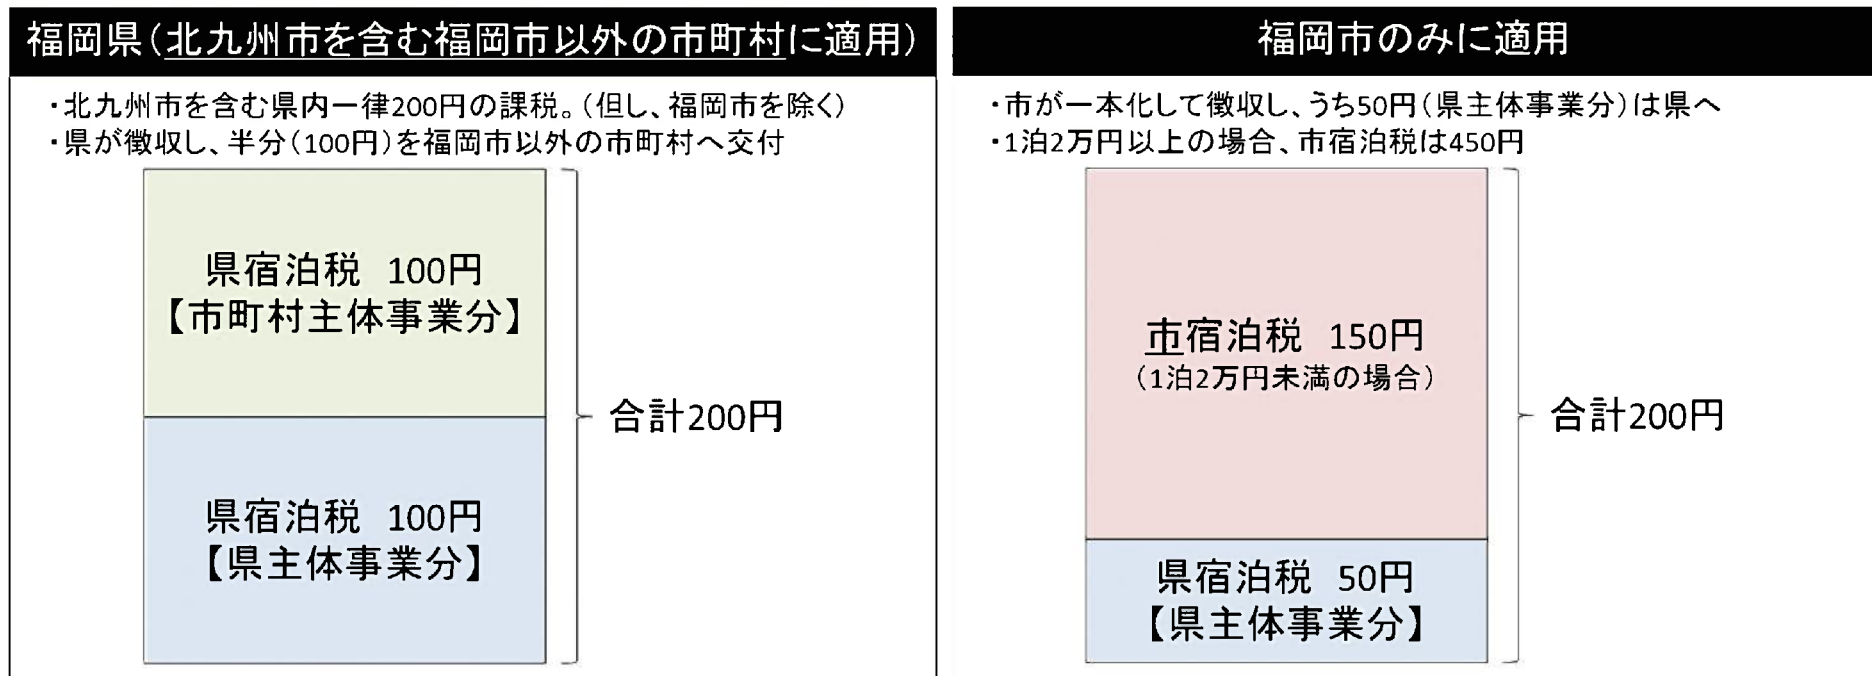 福岡県(北九州市を含む福岡市以外の市町村に適用)
・北九州市を含む県内一律200円の課税。(但し、福岡市を除く)
・県が徴収し、半分(100円)を福岡市以外の市町村へ交付
県宿泊税 100円
【市町村主体事業分】
合計200円
県宿泊税 100円
【県主体事業分】
福岡市のみに適用
・市が一本化して徴収し、うち50円(県主体事業分)は県へ
・1泊2万円以上の場合、市宿泊税は450円
市宿泊税 150円
(1泊2万円未満の場合)
合計200円
県宿泊税 50円
【県主体事業分】